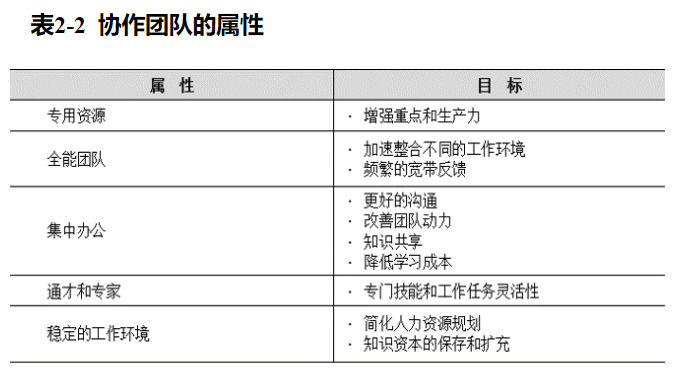 表2-2 协作团队的属性
属 性
目 标
专用资源
· 增强重点和生产力
全能团队
· 加速整合不同的工作环境
· 频繁的宽带反馈
集中办公
· 更好的沟通
· 改善团队动力
· 知识共享
· 降低学习成本
通才和专家
· 专门技能和工作任务灵活性
稳定的工作环境
· 简化人力资源规划
· 知识资本的保存和扩充